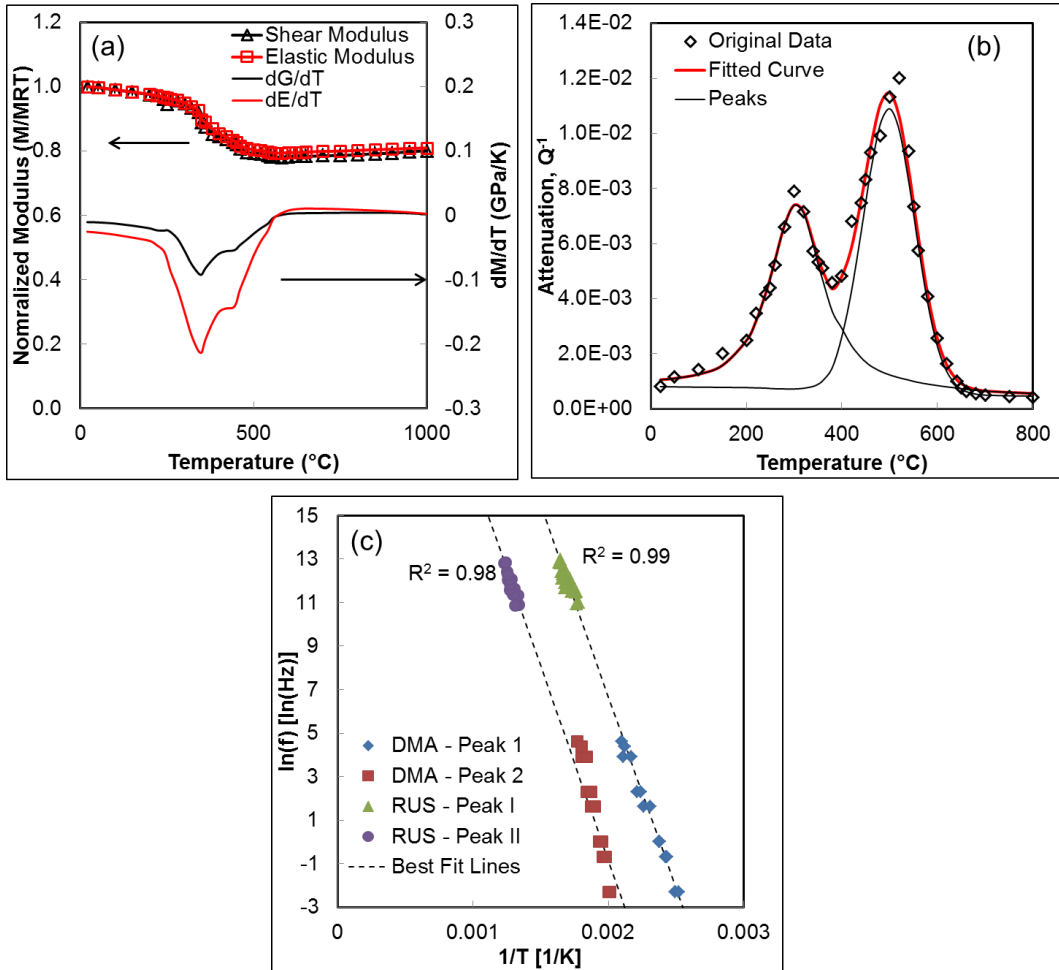 (a)
Shear Modulus
Elastic Modulus
dG/dT
dE/dT
1.2
1.0
0.8
0.6
0.4
0.2
0.0
Nomralized Modulus (M/MRT)
0.3
0.2
0.1
0
-0.1
-0.2
-0.3
dM/dT (GPa/K)
0
500
1000
Temperature (°C)
(b)
Original Data
Fitted Curve
Peaks
1.4E-02
1.2E-02
1.0E-02
8.0E-03
6.0E-03
4.0E-03
2.0E-03
0.0E+00
Attenuation, Q⁻¹
0
200
400
600
800
Temperature (°C)
(c)
R² = 0.98
R² = 0.99
15
13
11
9
7
5
3
1
-1
-3
ln(f) [ln(Hz)]
DMA - Peak 1
DMA - Peak 2
RUS - Peak I
RUS - Peak II
Best Fit Lines
0
0.001
0.002
0.003
1/T [1/K]